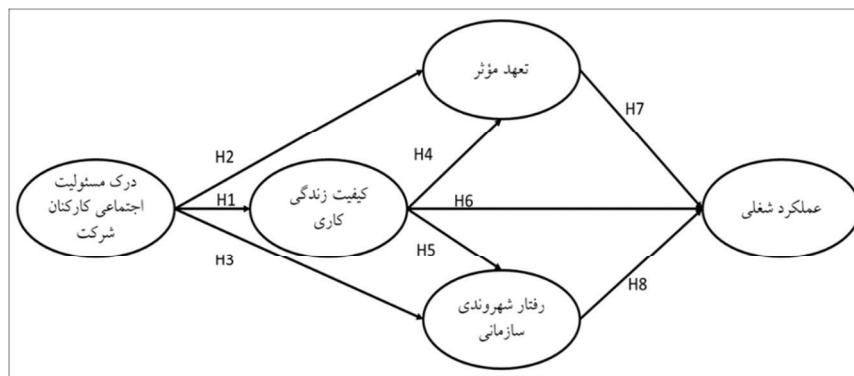 تعهد مؤثر
H7
H2
H4
درک مسئولیت
اجتماعی کارکنان
شرکت
H1
کیفیت زندگی
کاری
H6
عملکرد شغلی
H3
H5
رفتار شهروندی
سازمانی
H8